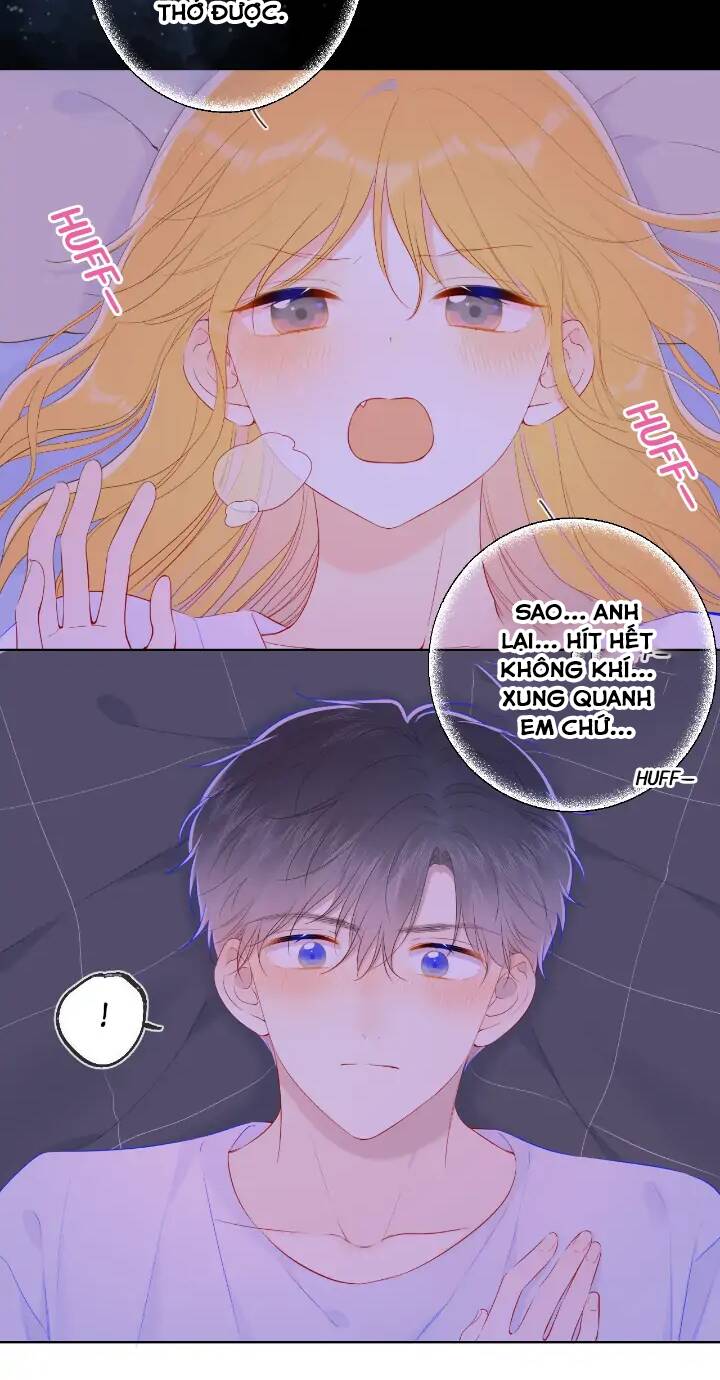 THỞ ĐƯỢC.
HUFF–
HUFF–
SAO... ANH
LẠI... HÍT HẾT
KHÔNG KHÍ...
XUNG QUANH
EM CHỨ...
HUFF–
!